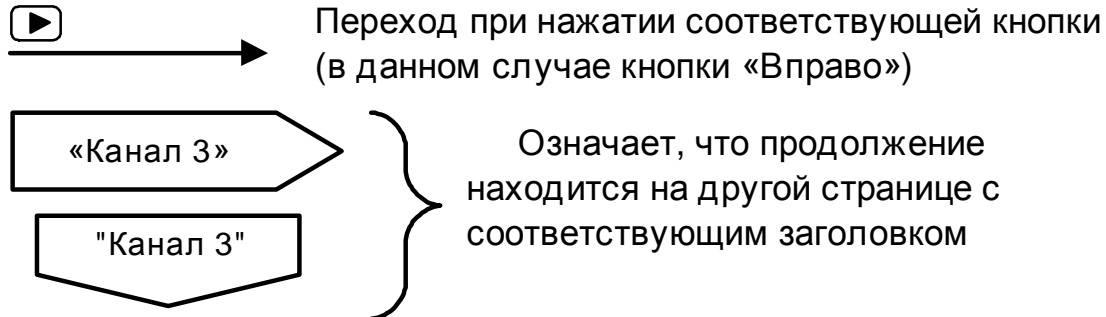 Переход при нажатии соответствующей кнопки
(в данном случае кнопки «Вправо»)
«Канал 3»
"Канал 3"
Означает, что продолжение
находится на другой странице с
соответствующим заголовком